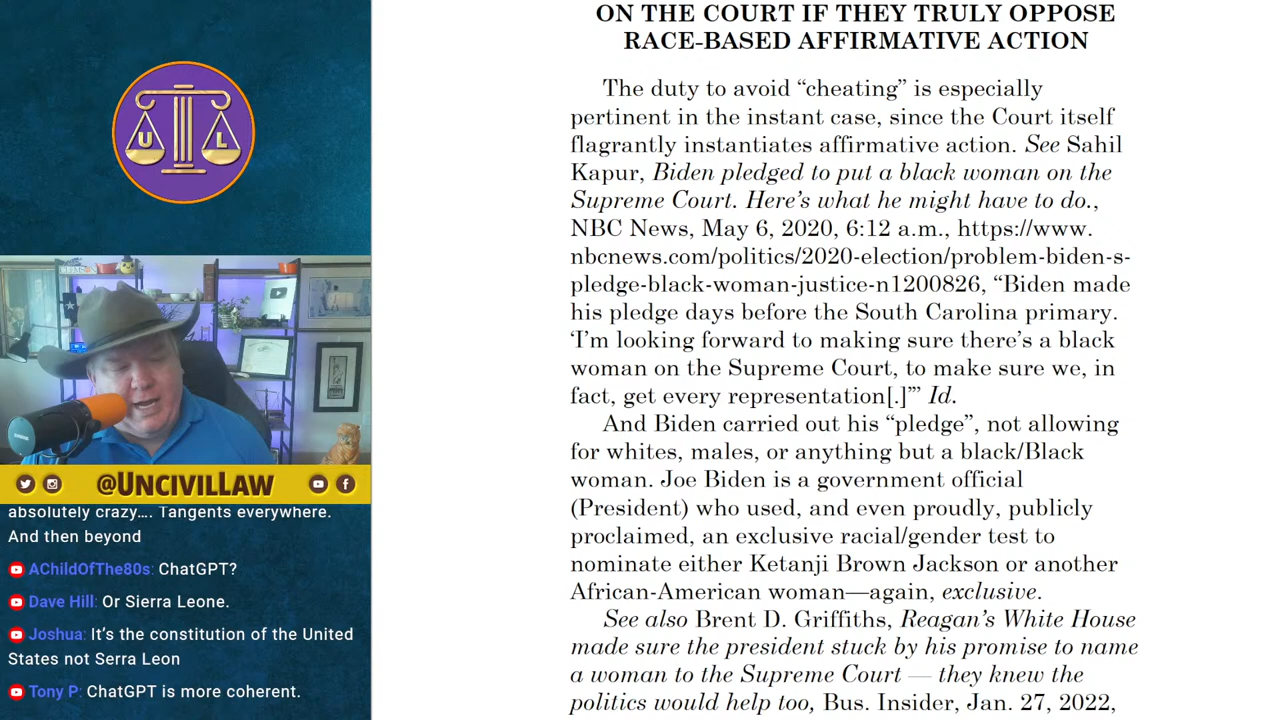 U
L
@UNCIVILLAW
absolutely crazy.... Tangents everywhere.
And then beyond
AChildOfThe80s: ChatGPT?
Dave Hill: Or Sierra Leone.
Joshua: It's the constitution of the United
States not Serra Leon
Tony P: ChatGPT is more coherent.
ON THE COURT IF THEY TRULY OPPOSE
RACE-BASED AFFIRMATIVE ACTION
The duty to avoid “cheating” is especially
pertinent in the instant case, since the Court itself
flagrantly instantiates affirmative action. See Sahil
Kapur, Biden pledged to put a black woman on the
Supreme Court. Here’s what he might have to do.,
NBC News, May 6, 2020, 6:12 a.m., https://www.
nbcnews.com/politics/2020-election/problem-biden-s-
pledge-black-woman-justice-n1200826, “Biden made
his pledge days before the South Carolina primary.
‘I’m looking forward to making sure there’s a black
woman on the Supreme Court, to make sure we, in
fact, get every representation[.]’” Id.
And Biden carried out his “pledge”, not allowing
for whites, males, or anything but a black/Black
woman. Joe Biden is a government official
(President) who used, and even proudly, publicly
proclaimed, an exclusive racial/gender test to
nominate either Ketanji Brown Jackson or another
African-American woman—again, exclusive.
See also Brent D. Griffiths, Reagan’s White House
made sure the president stuck by his promise to name
a woman to the Supreme Court — they knew the
politics would help too, Bus. Insider, Jan. 27, 2022,